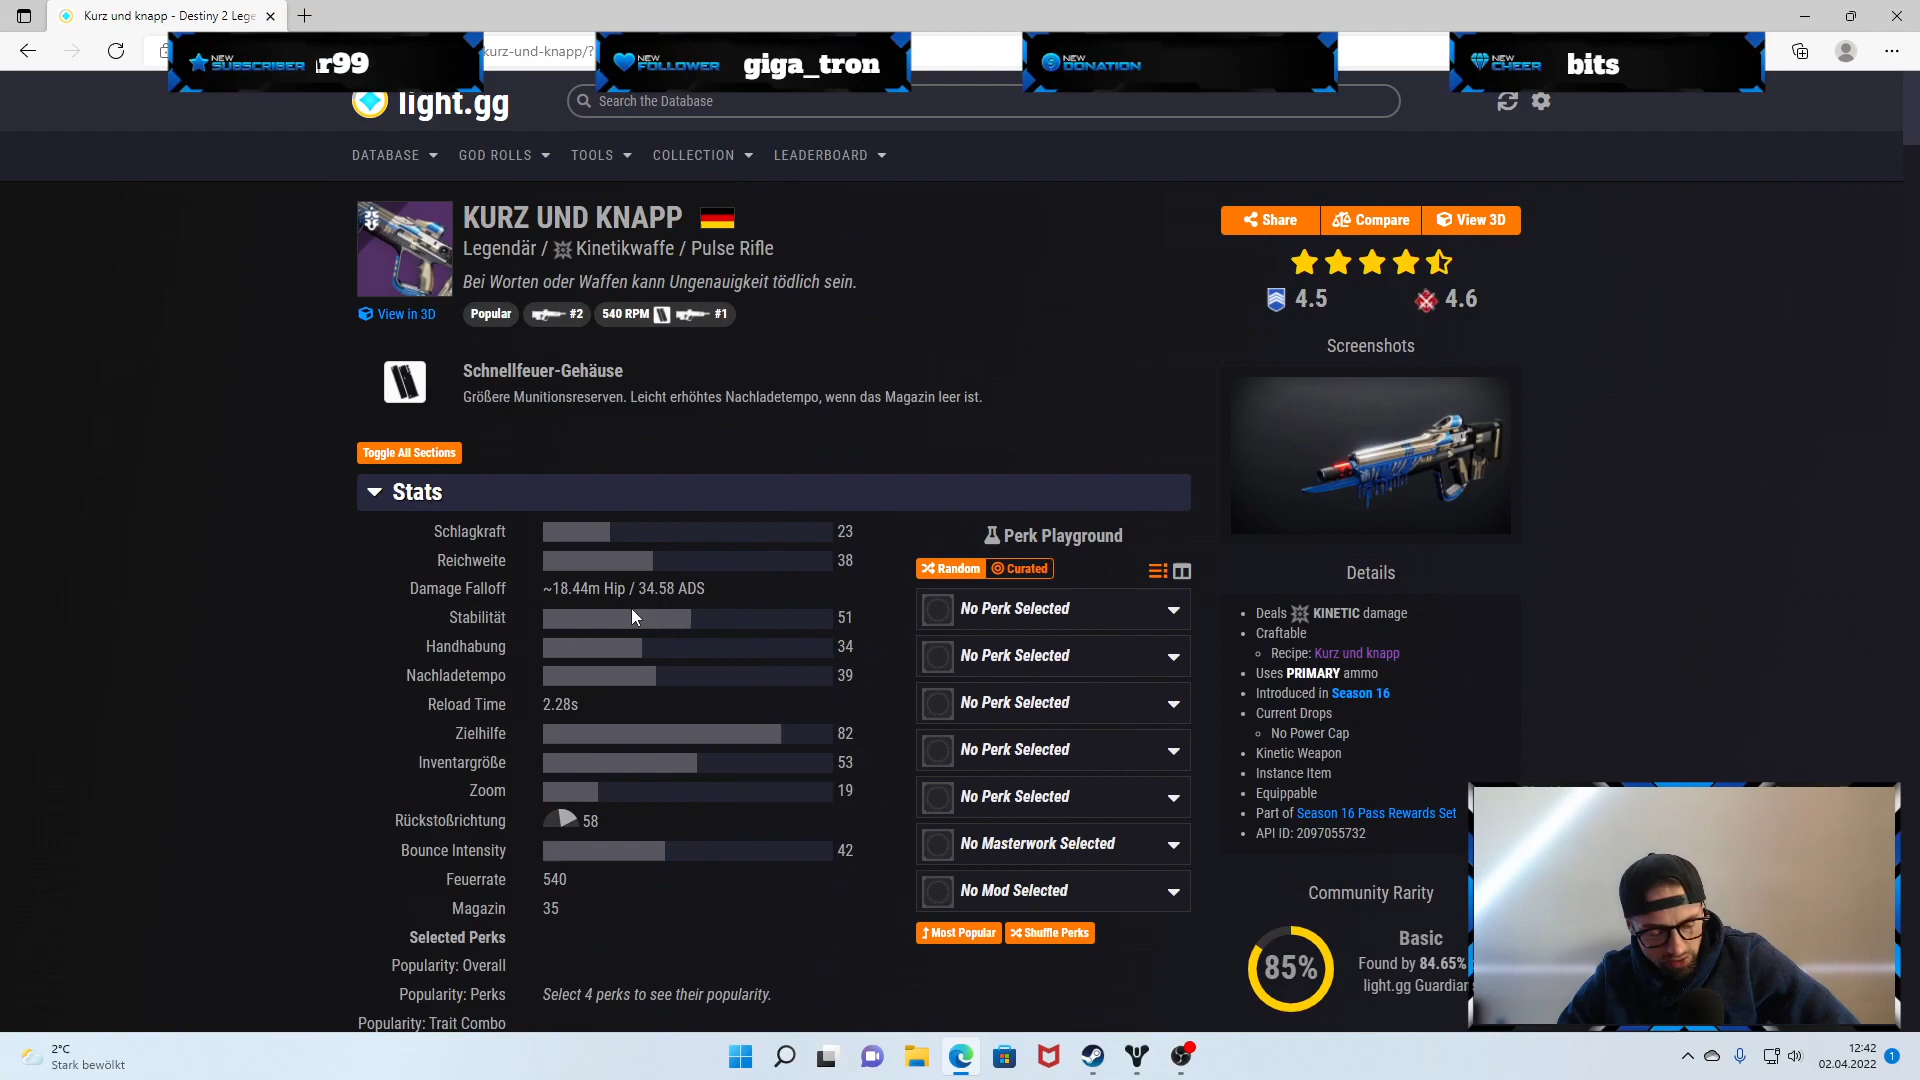 Kurz und knapp - Destiny 2 Lege
kurz-und-knapp/?
NEW SUBSCRIBER r99
NEW FOLLOWER giga_tron
NEW DONATION
NEW CHEER bits
light.gg
Search the Database
DATABASE GOD ROLLS TOOLS COLLECTION LEADERBOARD
KURZ UND KNAPP
Legendär / Kinetikwaffe / Pulse Rifle
Bei Worten oder Waffen kann Ungenauigkeit tödlich sein.
View in 3D
Popular #2 540 RPM #1
Share Compare View 3D
4.5 4.6
Schnellfeuer-Gehäuse
Größere Munitionsreserven. Leicht erhöhtes Nachladetempo, wenn das Magazin leer ist.
Toggle All Sections
Stats
Schlagkraft 23
Reichweite 38
Damage Falloff ~18.44m Hip / 34.58 ADS
Stabilität 51
Handhabung 34
Nachladetempo 39
Reload Time 2.28s
Zielhilfe 82
Inventargröße 53
Zoom 19
Rückstoßrichtung 58
Bounce Intensity 42
Feuerrate 540
Magazin 35
Selected Perks
Popularity: Overall
Popularity: Perks Select 4 perks to see their popularity.
Popularity: Trait Combo
Perk Playground
Random Curated
No Perk Selected
No Perk Selected
No Perk Selected
No Perk Selected
No Perk Selected
No Masterwork Selected
No Mod Selected
Most Popular Shuffle Perks
Screenshots
Details
Deals KINETIC damage
Craftable
Recipe: Kurz und knapp
Uses PRIMARY ammo
Introduced in Season 16
Current Drops
No Power Cap
Kinetic Weapon
Instance Item
Equippable
Part of Season 16 Pass Rewards Set
API ID: 2097055732
Community Rarity
85%
Basic
Found by 84.65%
light.gg Guardian
2°C
Stark bewölkt
12:42
02.04.2022
1